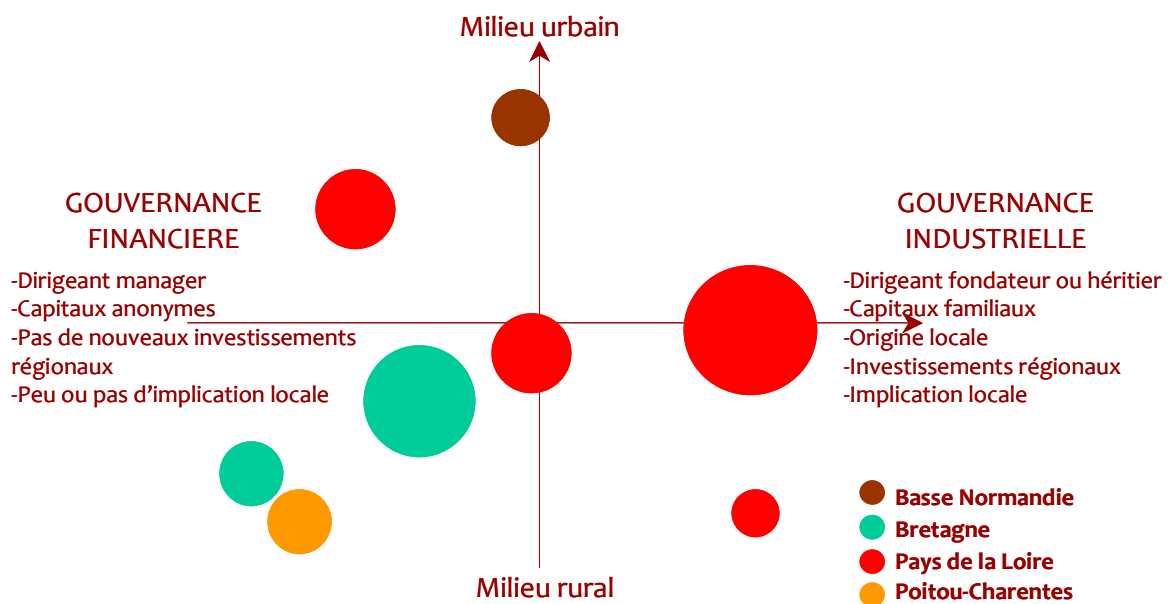 Milieu urbain
GOUVERNANCE
FINANCIERE
-Dirigeant manager
-Capitaux anonymes
-Pas de nouveaux investissements
régionaux
-Peu ou pas d’implication locale
GOUVERNANCE
INDUSTRIELLE
-Dirigeant fondateur ou héritier
-Capitaux familiaux
-Origine locale
-Investissements régionaux
-Implication locale
Basse Normandie
Bretagne
Pays de la Loire
Poitou-Charentes
Milieu rural